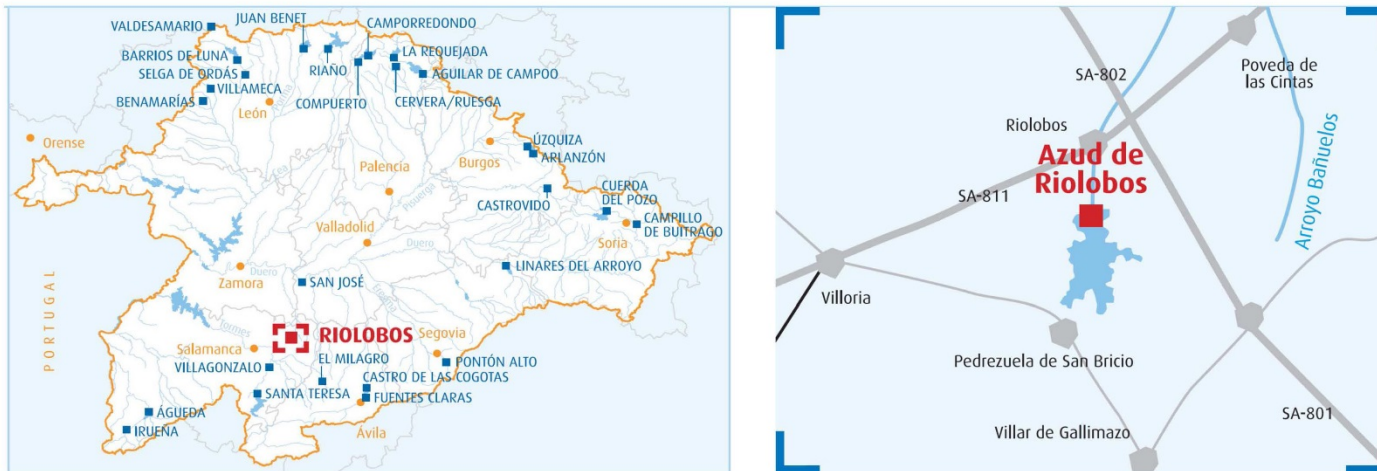 VALDESAMARIO
JUAN BENET
CAMPORREDONDO
BARRIOS DE LUNA
LA REQUEJADA
SELGA DE ORDÁS
RIAÑO
AGUILAR DE CAMPOO
VILLAMECA
BENAMARÍAS
COMPUERTO
CERVERA/RUESGA
León
Orense
Burgos
ÚZQUIZA
ARLANZÓN
Palencia
Pisuerga
CASTROVIDO
CUERDA
DEL POZO
CAMPILLO
DE BUITRAGO
Soria
Valladolid
Duero
Duero
Zamora
LINARES DEL ARROYO
SAN JOSÉ
PORTUGAL
Tormes
RIOLOBOS
Segovia
Salamanca
EL MILAGRO
PONTÓN ALTO
VILLAGONZALO
CASTRO DE LAS COGOTAS
SANTA TERESA
FUENTES CLARAS
ÁGUEDA
Ávila
IRUEÑA
SA-802
Poveda de
las Cintas
Riolobos
Azud de
Riolobos
SA-811
Arroyo Bañuelos
Villoria
Pedrezuela de San Bricio
SA-801
Villar de Gallimazo